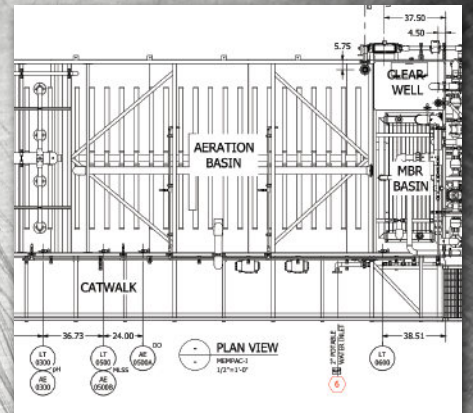 37.50
4.50
5.75
CLEAR
WELL
AERATION
BASIN
MBR
BASIN
CATWALK
36.73
24.00
38.51
LT
0300
AE
0300
pH
LT
0500
AE
0500B
MLSS
AE
0500A
DO
PLAN VIEW
MEMPAC-I
1/2"=1'-0"
2" POTABLE
WATER INLET
6
LT
0600